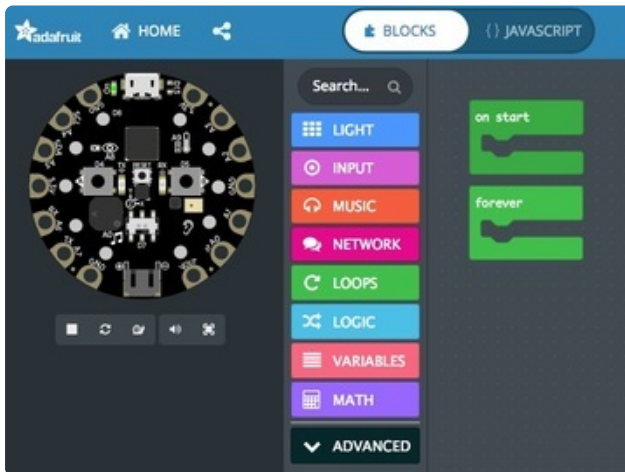 adafruit HOME BLOCKS {} JAVASCRIPT
Search...
LIGHT
INPUT
MUSIC
NETWORK
LOOPS
LOGIC
VARIABLES
MATH
ADVANCED
on start
forever